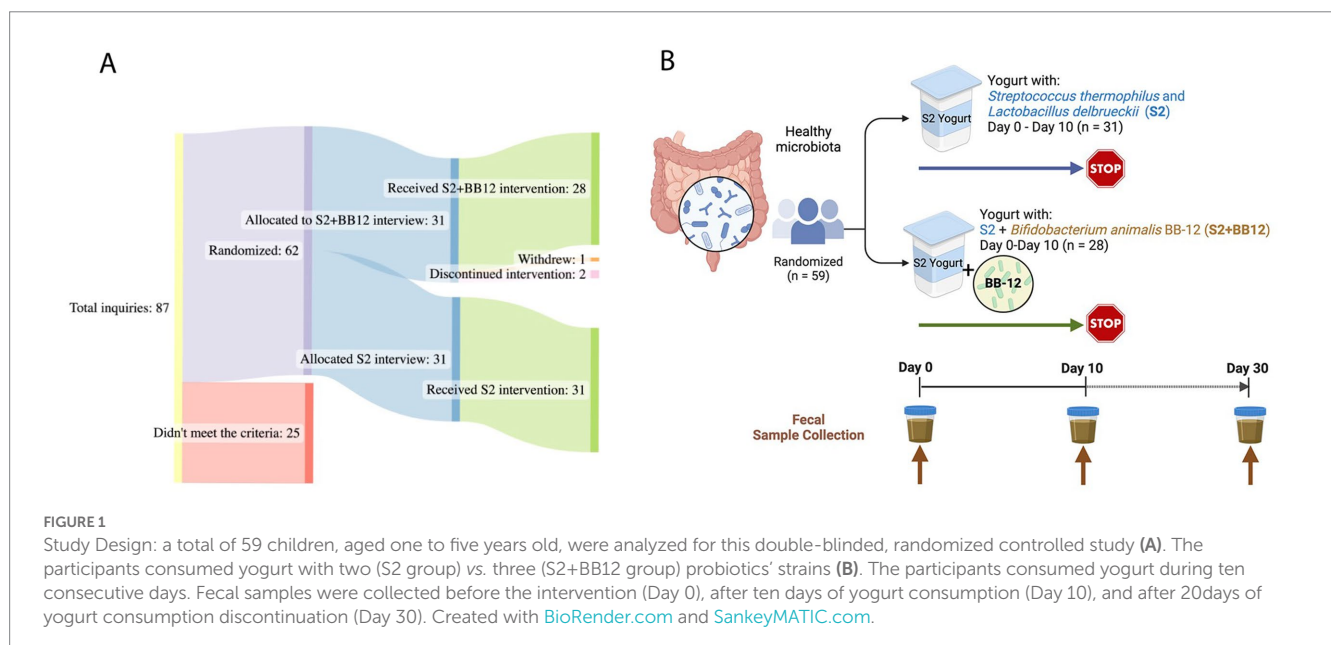 A
Received S2+BB12 intervention: 28
Allocated to S2+BB12 interview: 31
Randomized: 62
Withdrew: 1
Discontinued intervention: 2
Total inquiries: 87
Allocated S2 interview: 31
Received S2 intervention: 31
Didn't meet the criteria: 25
B
Healthy
microbiota
Randomized
(n = 59)
S2 Yogurt
Yogurt with:
Streptococcus thermophilus and
Lactobacillus delbrueckii (S2)
Day 0 - Day 10 (n = 31)
STOP
Yogurt with:
S2 + Bifidobacterium animalis BB-12 (S2+BB12)
Day 0-Day 10 (n = 28)
S2 Yogurt
+
BB-12
STOP
Day 0
Day 10
Day 30
Fecal
Sample Collection
FIGURE 1
Study Design: a total of 59 children, aged one to five years old, were analyzed for this double-blinded, randomized controlled study (A). The
participants consumed yogurt with two (S2 group) vs. three (S2+BB12 group) probiotics' strains (B). The participants consumed yogurt during ten
consecutive days. Fecal samples were collected before the intervention (Day 0), after ten days of yogurt consumption (Day 10), and after 20days of
yogurt consumption discontinuation (Day 30). Created with BioRender.com and SankeyMATIC.com.